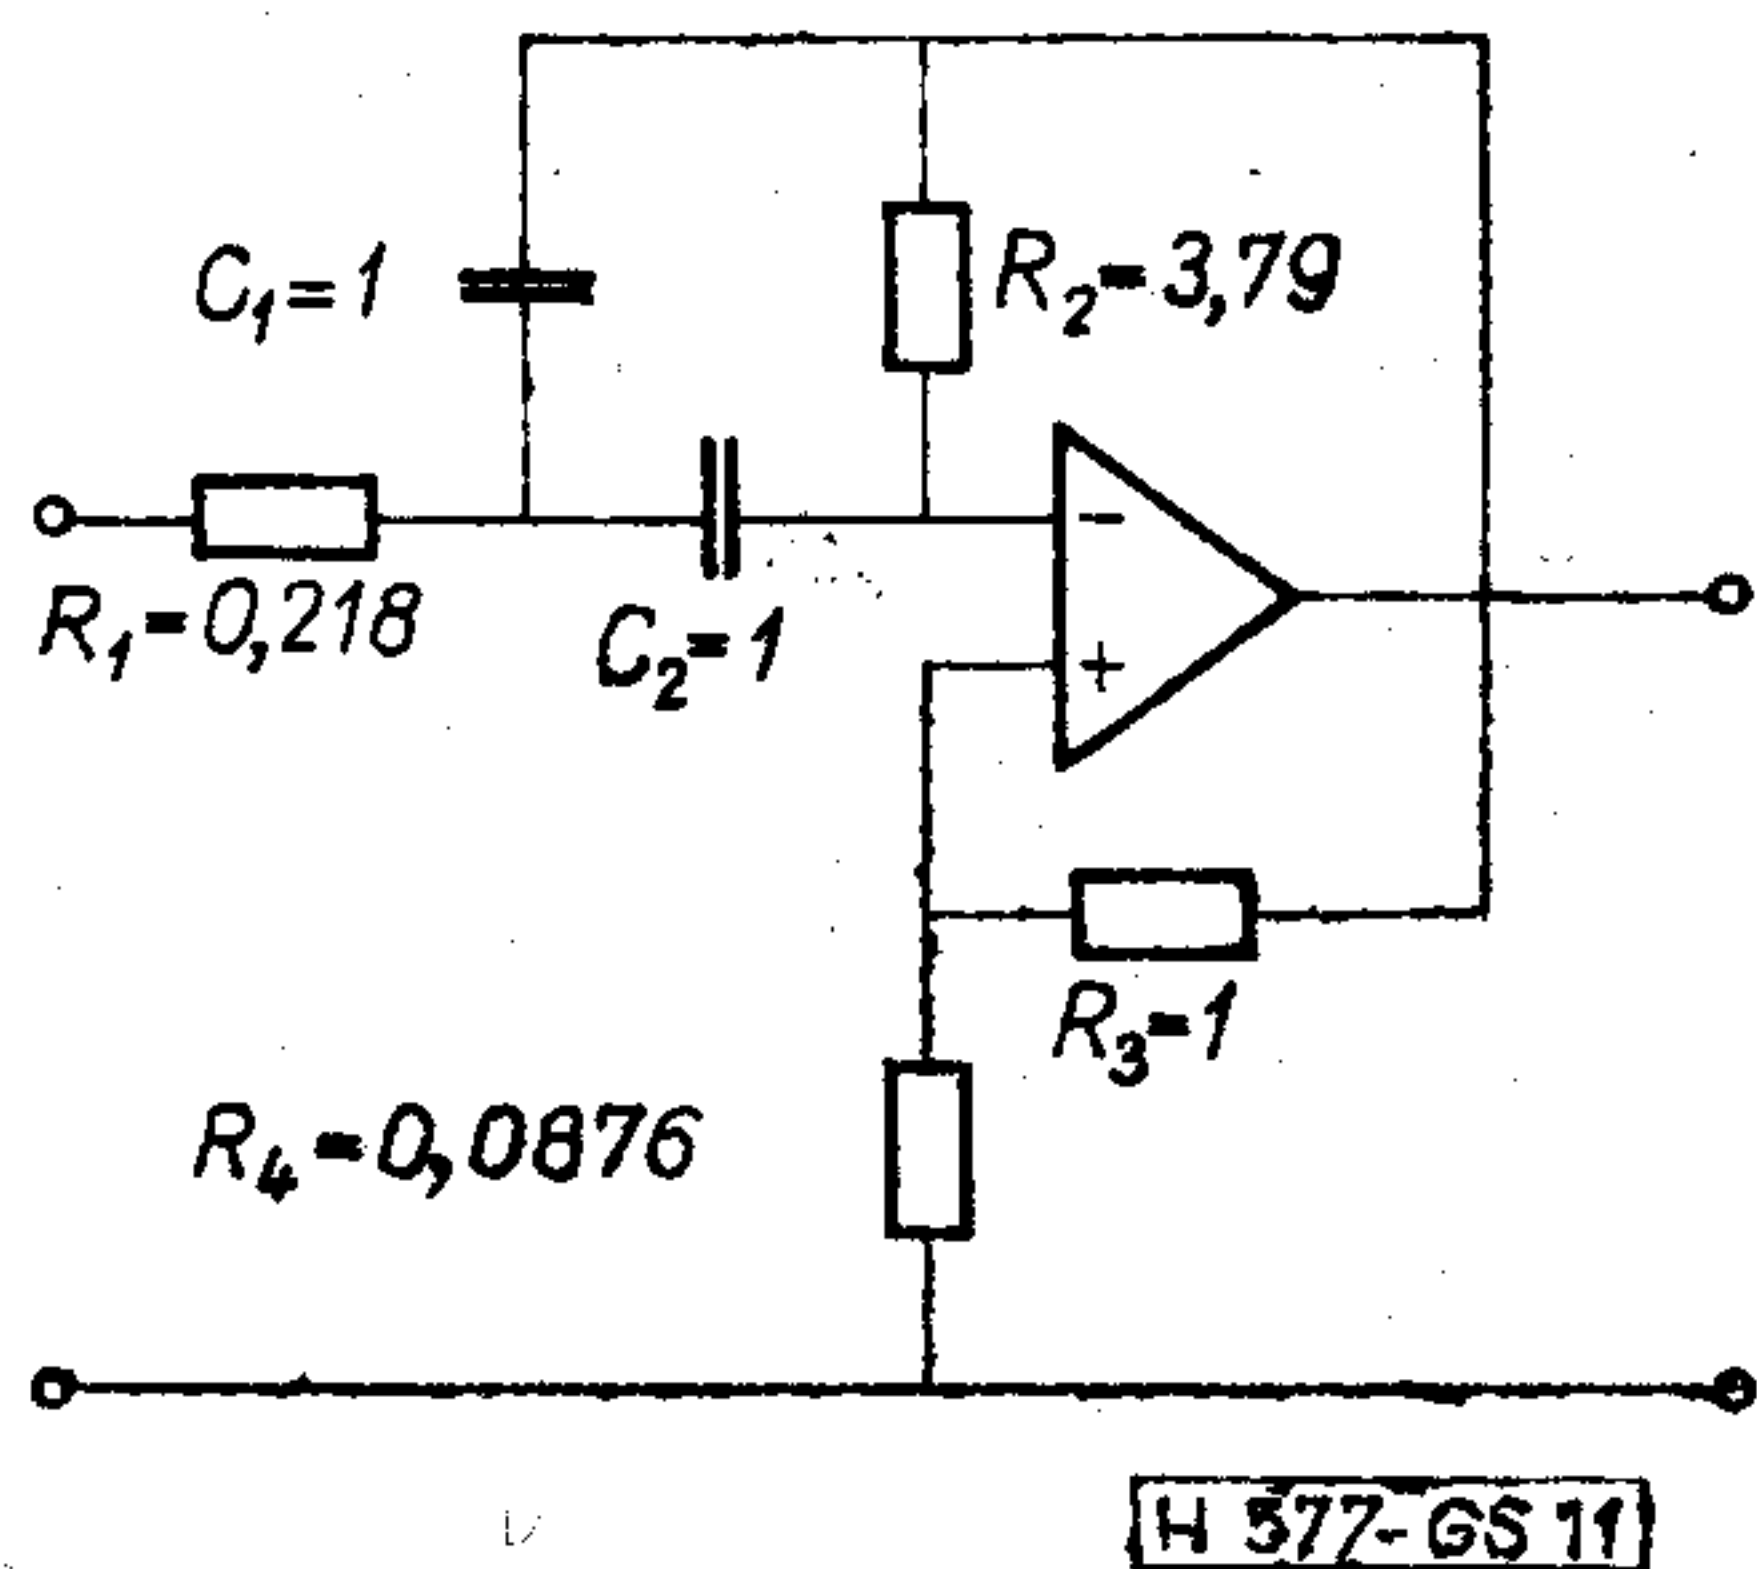 C₁=1
R₂=3,79
−
R₁=0,218
C₂=1
+
R₃=1
R₄=0,0876
H 577-GS 11